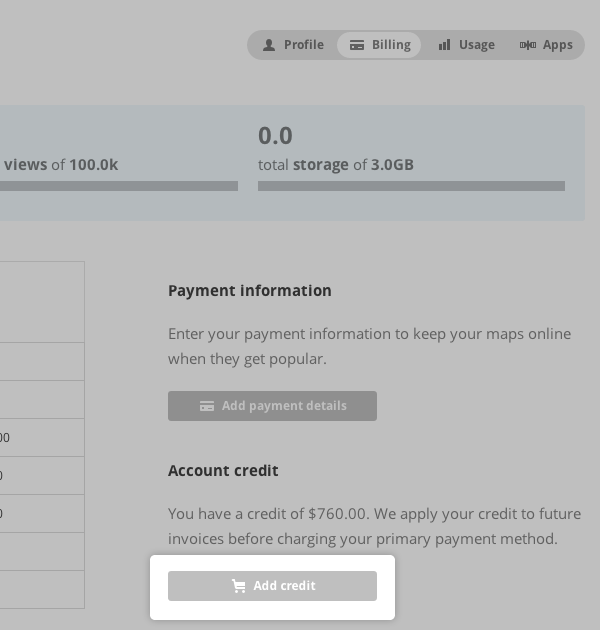 Profile Billing Usage Apps
0.0
views of 100.0k
total storage of 3.0GB
Payment information
Enter your payment information to keep your maps online
when they get popular.
00
Add payment details
0
Account credit
0
You have a credit of $760.00. We apply your credit to future
invoices before charging your primary payment method.
Add credit